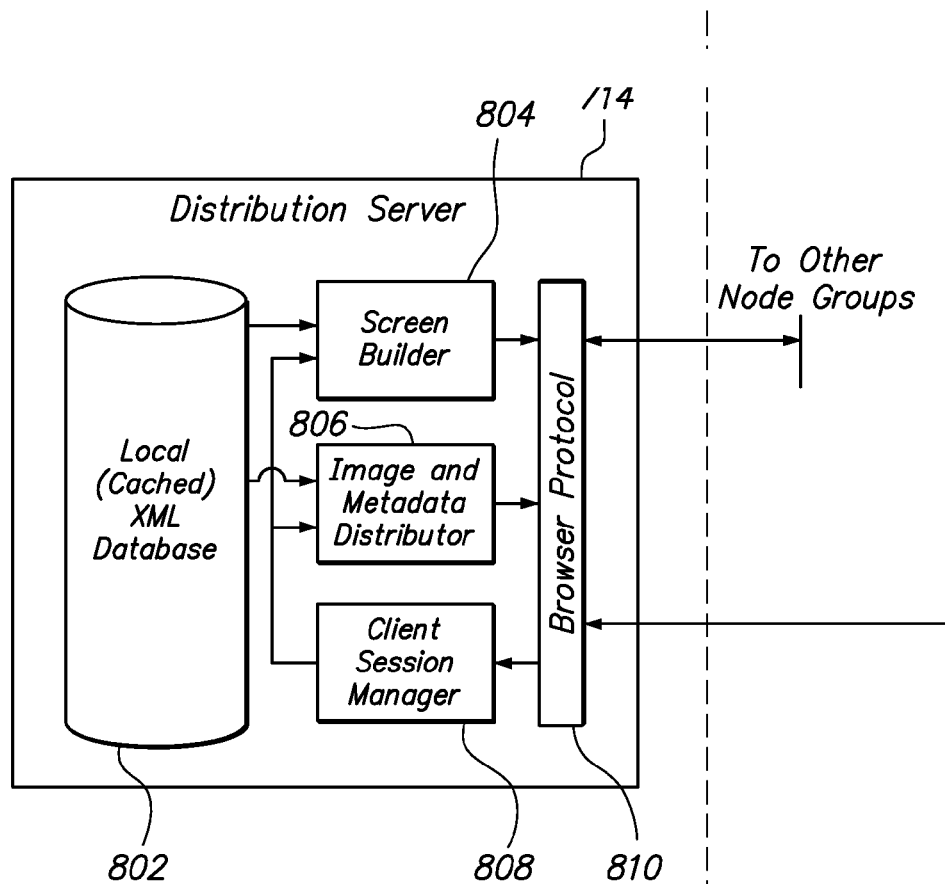 714
804
Distribution Server
To Other
Node Groups
Screen
Builder
806
Local
(Cached)
XML
Database
Image and
Metadata
Distributor
Browser Protocol
Client
Session
Manager
802
808
810